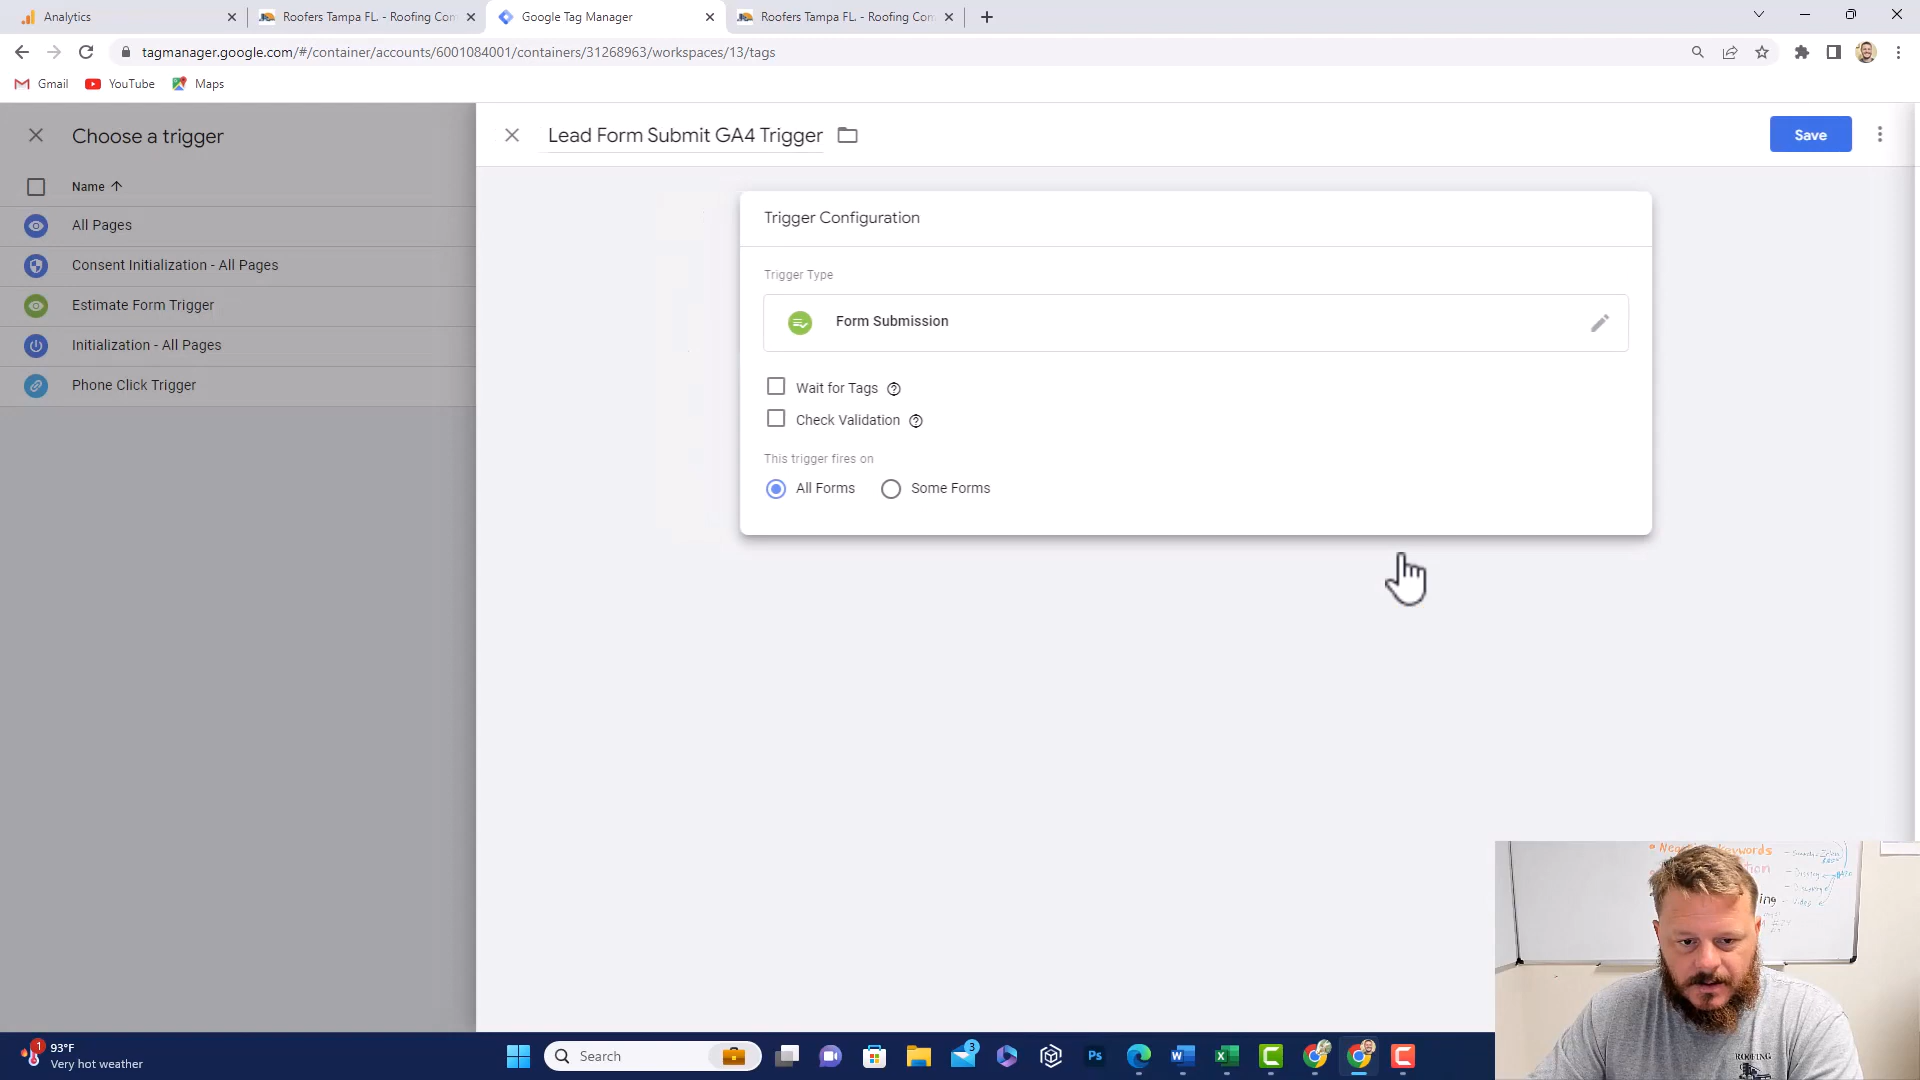 Analytics
Roofers Tampa FL. - Roofing Con
Google Tag Manager
Roofers Tampa FL. - Roofing Con
tagmanager.google.com/#/container/accounts/6001084001/containers/31268963/workspaces/13/tags
Gmail
YouTube
Maps
Choose a trigger
Name
All Pages
Consent Initialization - All Pages
Estimate Form Trigger
Initialization - All Pages
Phone Click Trigger
Lead Form Submit GA4 Trigger
Save
Trigger Configuration
Trigger Type
Form Submission
Wait for Tags
Check Validation
This trigger fires on
All Forms
Some Forms
ROOFING
1
93°F
Very hot weather
Search
3
Ps